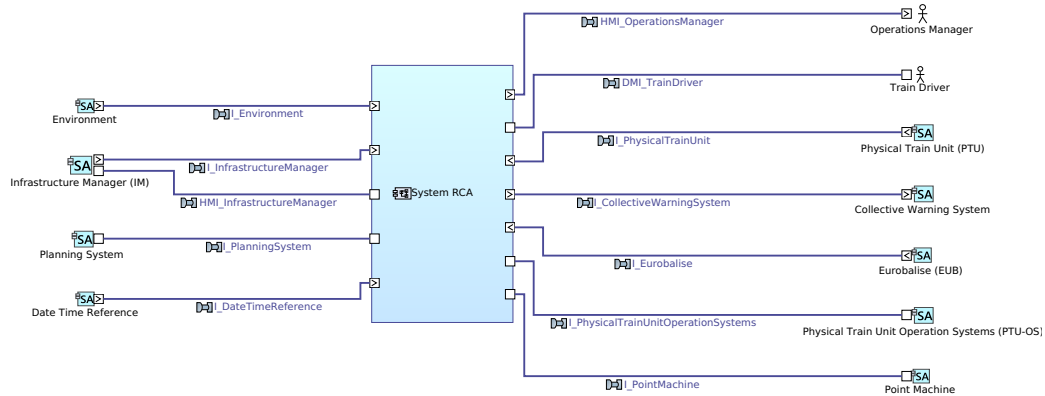 HMI_OperationsManager
Operations Manager
DMI_TrainDriver
Train Driver
SA
Environment
I_Environment
I_PhysicalTrainUnit
SA
Physical Train Unit (PTU)
SA
Infrastructure Manager (IM)
I_InfrastructureManager
HMI_InfrastructureManager
System RCA
I_CollectiveWarningSystem
SA
Collective Warning System
SA
Planning System
I_PlanningSystem
I_Eurobalise
SA
Eurobalise (EUB)
SA
Date Time Reference
I_DateTimeReference
I_PhysicalTrainUnitOperationSystems
SA
Physical Train Unit Operation Systems (PTU-OS)
I_PointMachine
SA
Point Machine